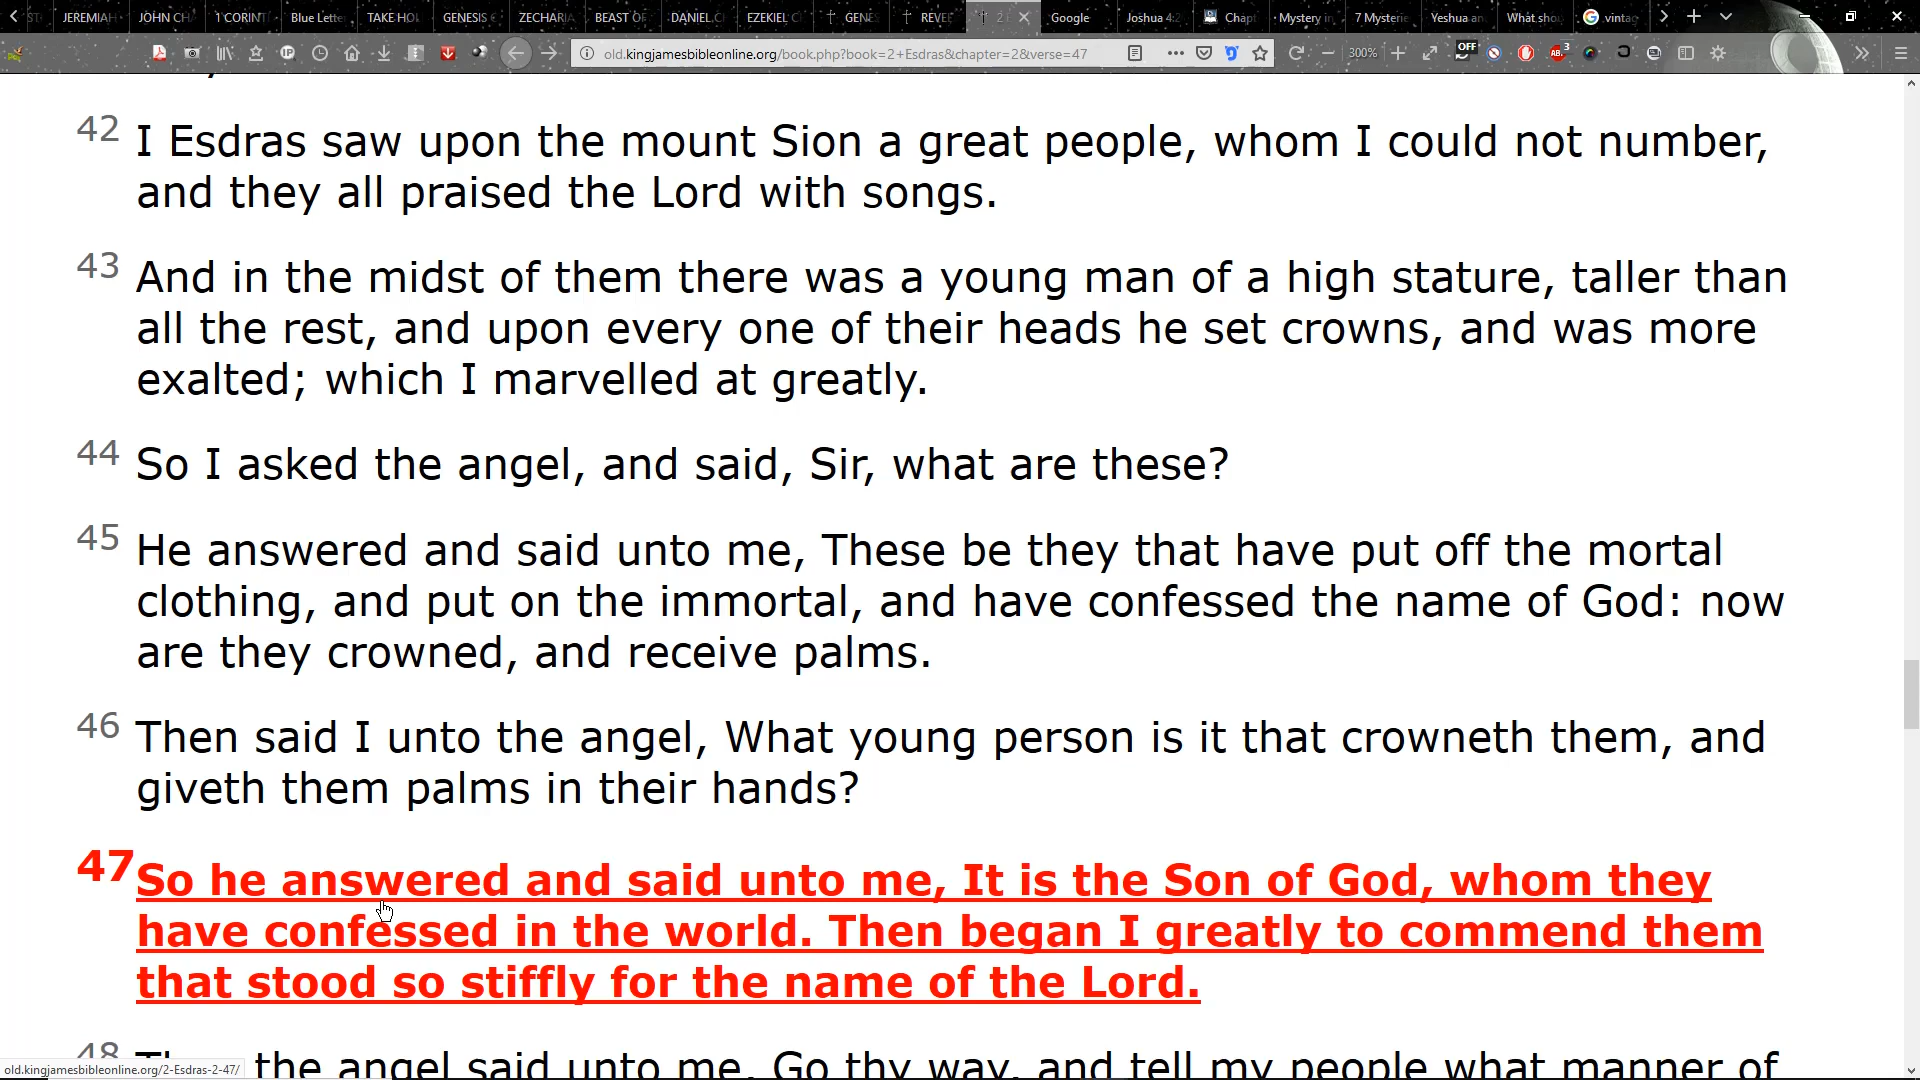 JEREMIAH
JOHN CH
1 CORINT
Blue Lette
TAKE HOL
GENESIS
ZECHARIA
BEAST OF
DANIEL C
EZEKIEL C
GENES
REVEL
2
Google
Joshua 4:2
Chapt
Mystery in
7 Mysterie
Yeshua an
What shou
vintag
old.kingjamesbibleonline.org/book.php?book=2+Esdras&chapter=2&verse=47
300%
OFF
42 I Esdras saw upon the mount Sion a great people, whom I could not number,
and they all praised the Lord with songs.
43 And in the midst of them there was a young man of a high stature, taller than
all the rest, and upon every one of their heads he set crowns, and was more
exalted; which I marvelled at greatly.
44 So I asked the angel, and said, Sir, what are these?
45 He answered and said unto me, These be they that have put off the mortal
clothing, and put on the immortal, and have confessed the name of God: now
are they crowned, and receive palms.
46 Then said I unto the angel, What young person is it that crowneth them, and
giveth them palms in their hands?
47 So he answered and said unto me, It is the Son of God, whom they
have confessed in the world. Then began I greatly to commend them
that stood so stiffly for the name of the Lord.
48 Then the angel said unto me, Go thy way, and tell my people what manner of
old.kingjamesbibleonline.org/2-Esdras-2-47/